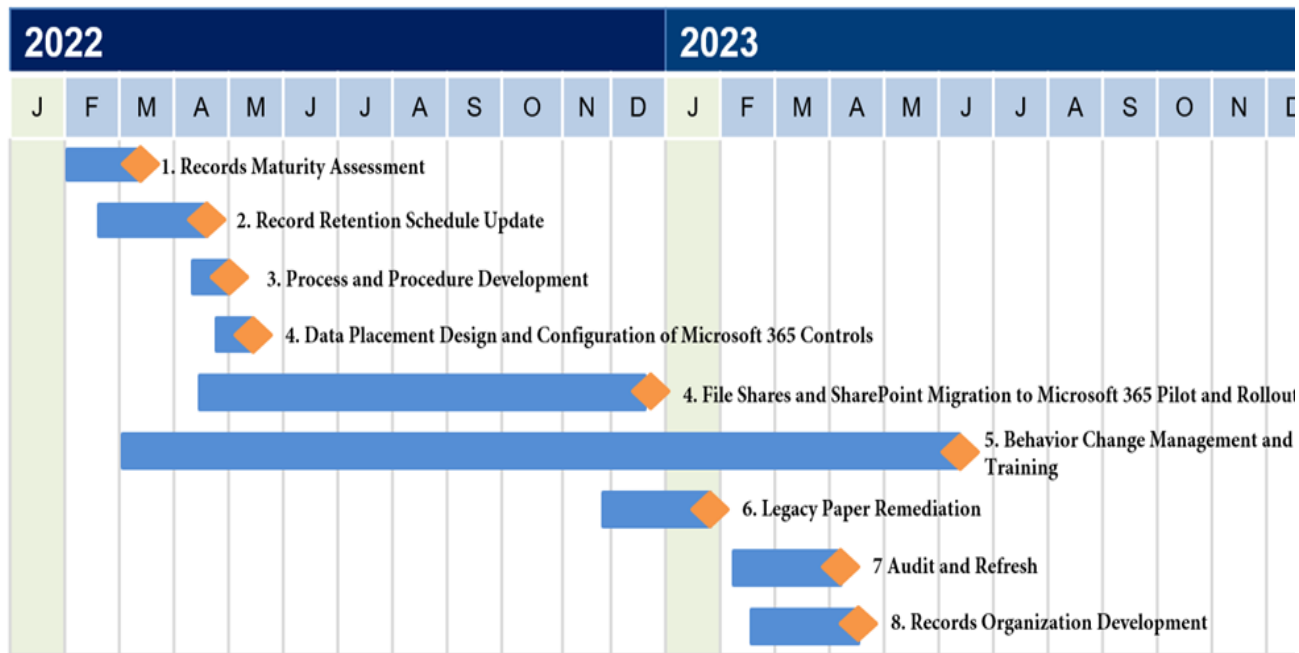 2022 2023
J F M A M J J A S O N D J F M A M J J A S O N D
1. Records Maturity Assessment
2. Record Retention Schedule Update
3. Process and Procedure Development
4. Data Placement Design and Configuration of Microsoft 365 Controls
4. File Shares and SharePoint Migration to Microsoft 365 Pilot and Rollout
5. Behavior Change Management and
Training
6. Legacy Paper Remediation
7 Audit and Refresh
8. Records Organization Development